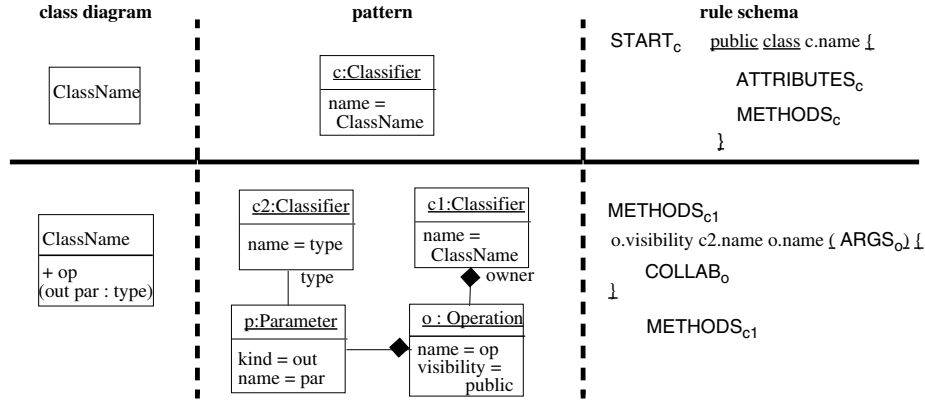 class diagram
pattern
rule schema
ClassName
c:Classifier
name =
ClassName
STARTc public class c.name {
ATTRIBUTESc
METHODSc
}
ClassName
+ op
(out par : type)
c2:Classifier
name = type
type
c1:Classifier
name =
ClassName
owner
p:Parameter
kind = out
name = par
o : Operation
name = op
visibility =
public
METHODSc1
o.visibility c2.name o.name ( ARGSo) {
COLLABo
}
METHODSc1